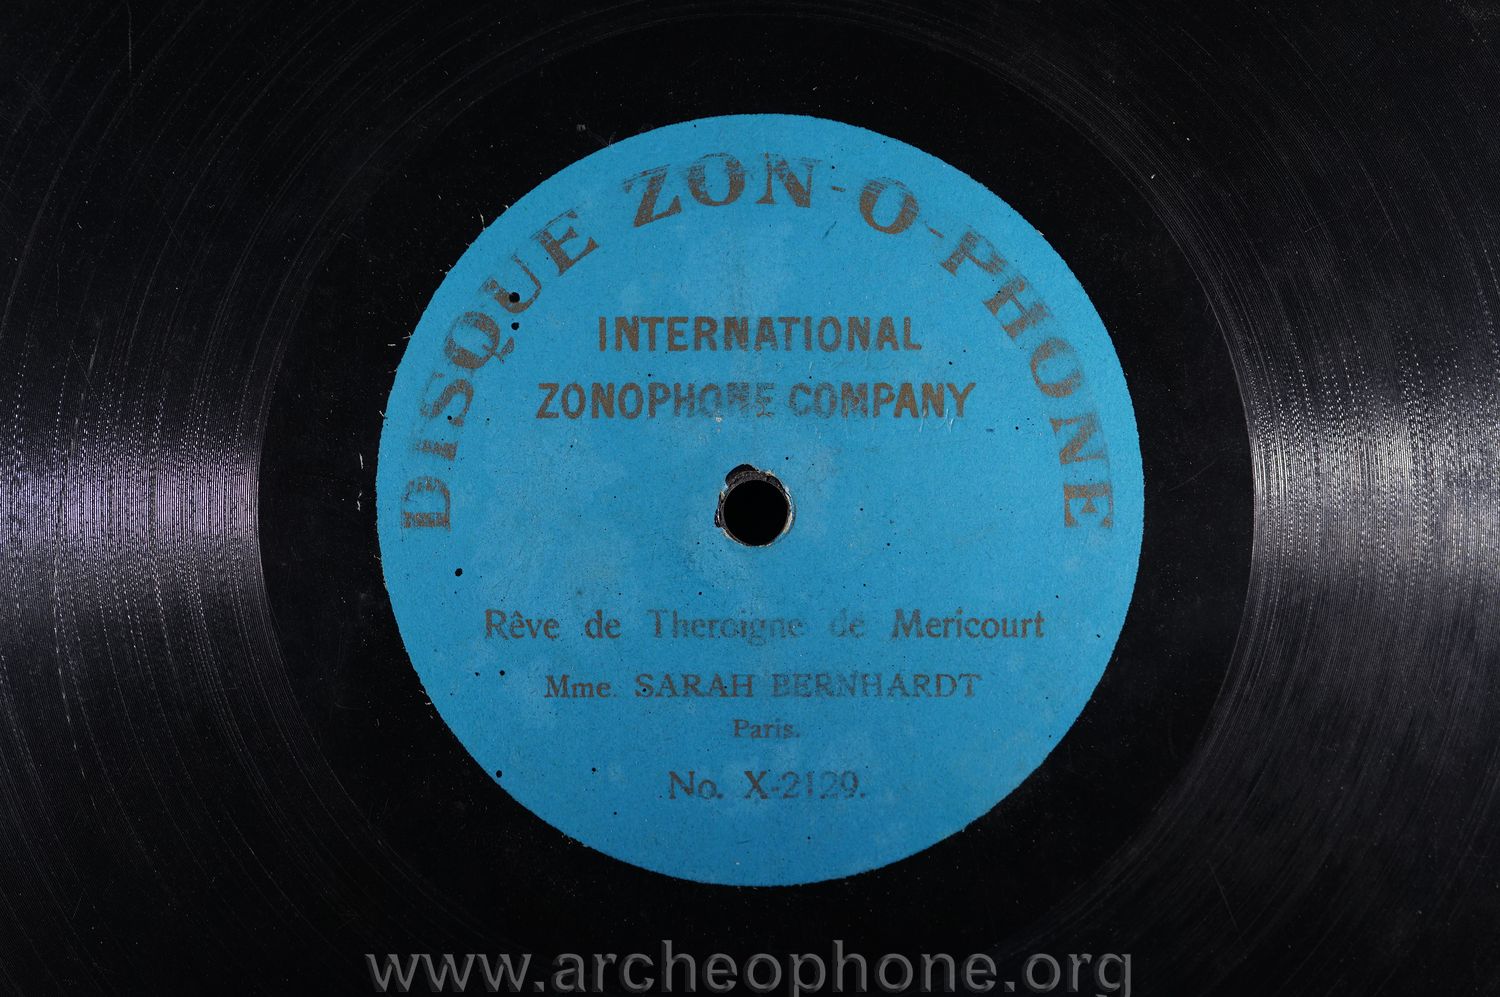 DISQUE ZON-O-PHONE
INTERNATIONAL
ZONOPHONE COMPANY
Rêve de Theroigne de Mericourt
Mme. SARAH BERNHARDT
Paris.
No. X-2129.
www.archeophone.org